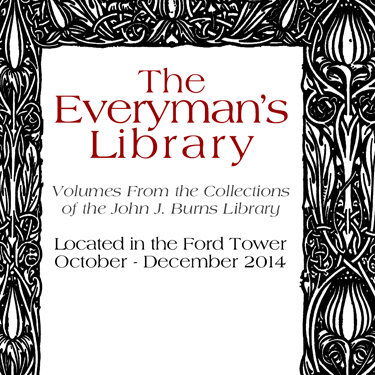 The
Everyman's
Library
Volumes From the Collections
of the John J. Burns Library
Located in the Ford Tower
October - December 2014